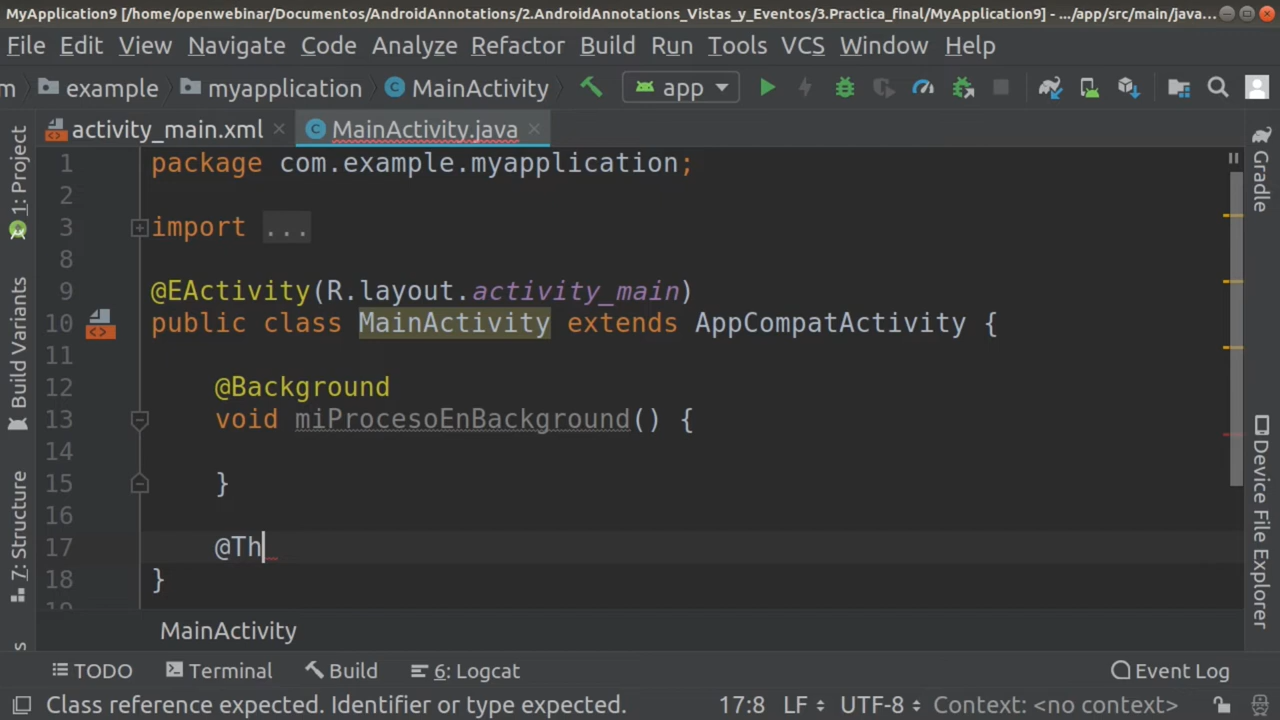 MyApplication9 [/home/openwebinar/Documentos/AndroidAnnotations/2.AndroidAnnotations_Vistas_y_Eventos/3.Practica_final/MyApplication9] - .../app/src/main/java...
File Edit View Navigate Code Analyze Refactor Build Run Tools VCS Window Help
m example myapplication MainActivity app
activity_main.xml MainActivity.java
1 package com.example.myapplication;
2
3 import ...
8
9 @EActivity(R.layout.activity_main)
10 public class MainActivity extends AppCompatActivity {
11
12 @Background
13 void miProcesoEnBackground() {
14
15 }
16
17 @Th
18 }
19
1: Project
Build Variants
7: Structure
s
Gradle
Device File Explorer
MainActivity
TODO Terminal Build 6: Logcat Event Log
Class reference expected. Identifier or type expected. 17:8 LF UTF-8 Context: <no context>